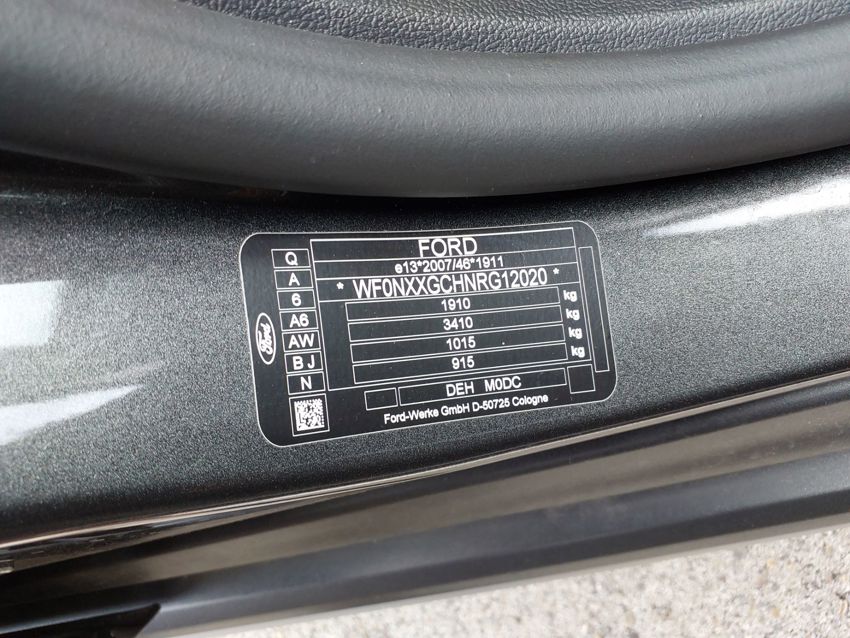 FORD
e13*2007/46*1911
* WF0NXXGCHNRG12020 *
1910 kg
3410 kg
1015 kg
915 kg
Q
A
6
A6
AW
B J
N
Ford
DEH M0DC
Ford-Werke GmbH D-50725 Cologne